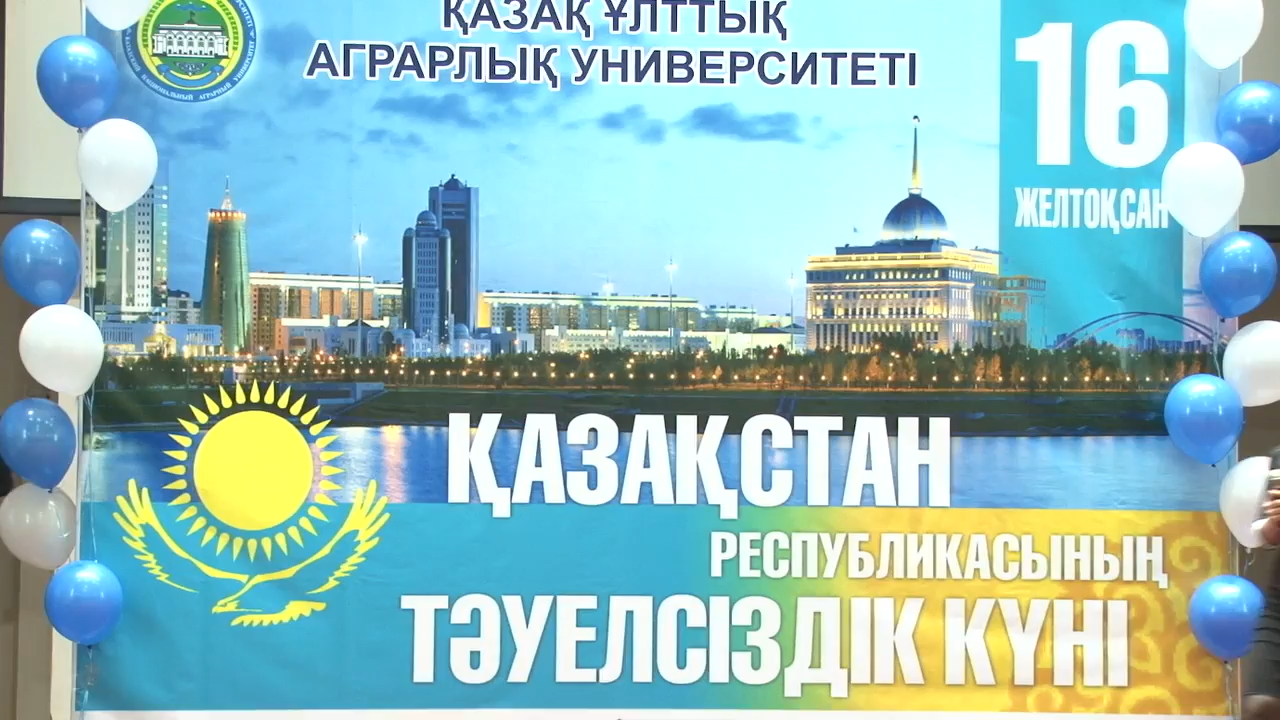 ҚАЗАҚ ҰЛТТЫҚ
АГРАРЛЫҚ УНИВЕРСИТЕТІ
16
ЖЕЛТОҚСАН
ҚАЗАҚСТАН
РЕСПУБЛИКАСЫНЫҢ
ТӘУЕЛСІЗДІК КҮНІ